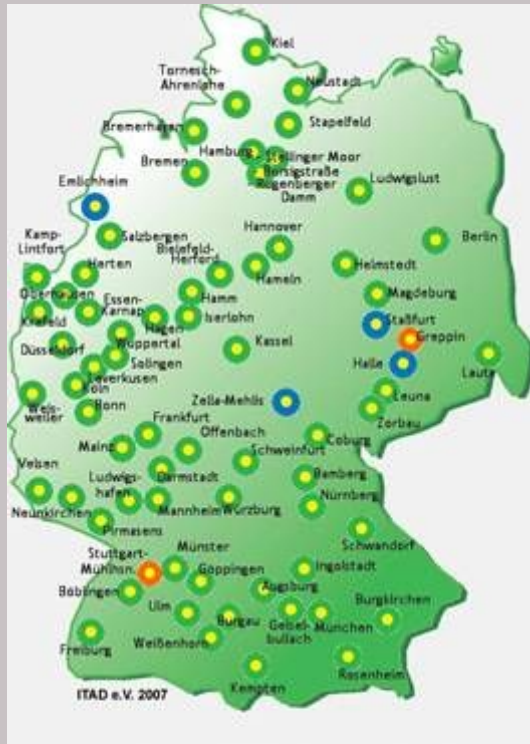 Kiel
Tornesch-
Ahrenlohe
Neustadt
Bremerhaven
Stapelfeld
Hamburg
Stellinger Moor
Borsigstraße
Rugenberger
Damm
Bremen
Ludwigslust
Emlichheim
Salzbergen
Hannover
Berlin
Bielefeld-
Herford
Kamp-
Lintfort
Herten
Hameln
Helmstedt
Oberhausen
Hamm
Magdeburg
Essen-
Karnap
Krefeld
Hagen
Iserlohn
Staßfurt
Greppin
Wuppertal
Düsseldorf
Kassel
Solingen
Halle
Lauta
Leverkusen
Köln
Leuna
Weis-
weiler
Bonn
Zella-Mehlis
Zorbau
Frankfurt
Offenbach
Coburg
Mainz
Schweinfurt
Velsen
Ludwigs-
hafen
Darmstadt
Bamberg
Neunkirchen
Mannheim
Würzburg
Nürnberg
Pirmasens
Schwandorf
Stuttgart-
Mühlhsn.
Münster
Göppingen
Ingolstadt
Böblingen
Augsburg
Burgkirchen
Ulm
Burgau
Geisel-
bullach
München
Freiburg
Weißenhorn
Rosenheim
Kempten
ITAD e.V. 2007